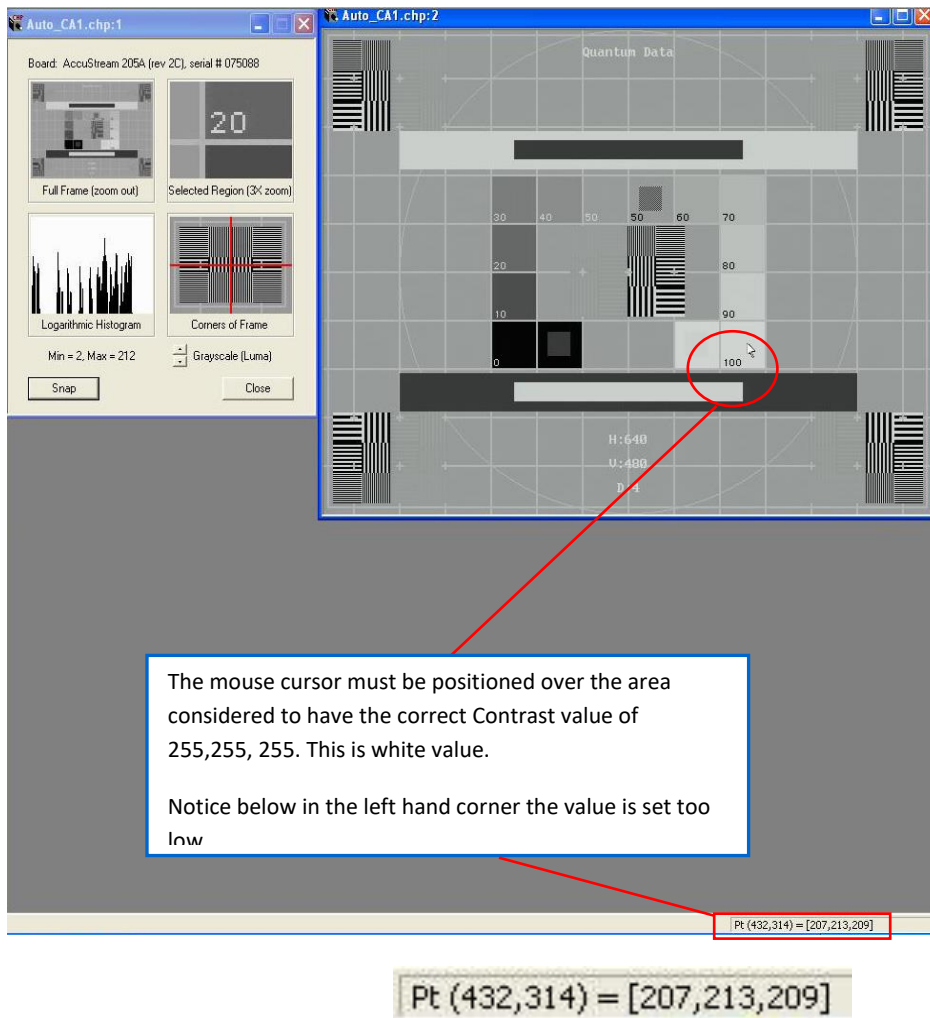 Auto_CA1.chp:1
Board: AccuStream 205A (rev 2C), serial # 075088
20
Full Frame (zoom out)
Selected Region (3X zoom)
Logarithmic Histogram
Corners of Frame
Min = 2, Max = 212
Grayscale (Luma)
Snap
Close
Auto_CA1.chp:2
Quantum Data
30 40 50 50 60 70
20 80
10 90
0 100
H:640
V:480
D:4
The mouse cursor must be positioned over the area
considered to have the correct Contrast value of
255,255, 255. This is white value.
Notice below in the left hand corner the value is set too
low
Pt (432,314) = [207,213,209]
Pt (432,314) = [207,213,209]